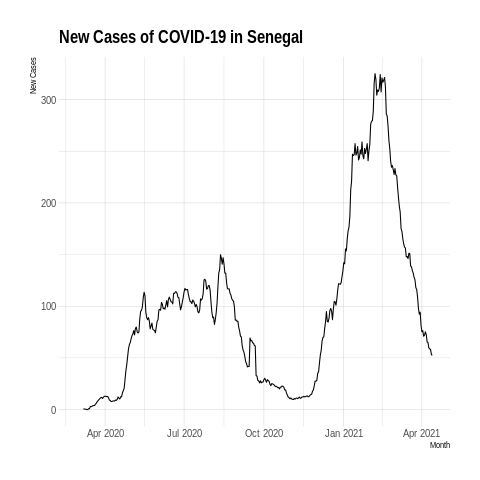 New Cases of COVID-19 in Senegal
New Cases
300
200
100
0
Apr 2020 Jul 2020 Oct 2020 Jan 2021 Apr 2021
Month